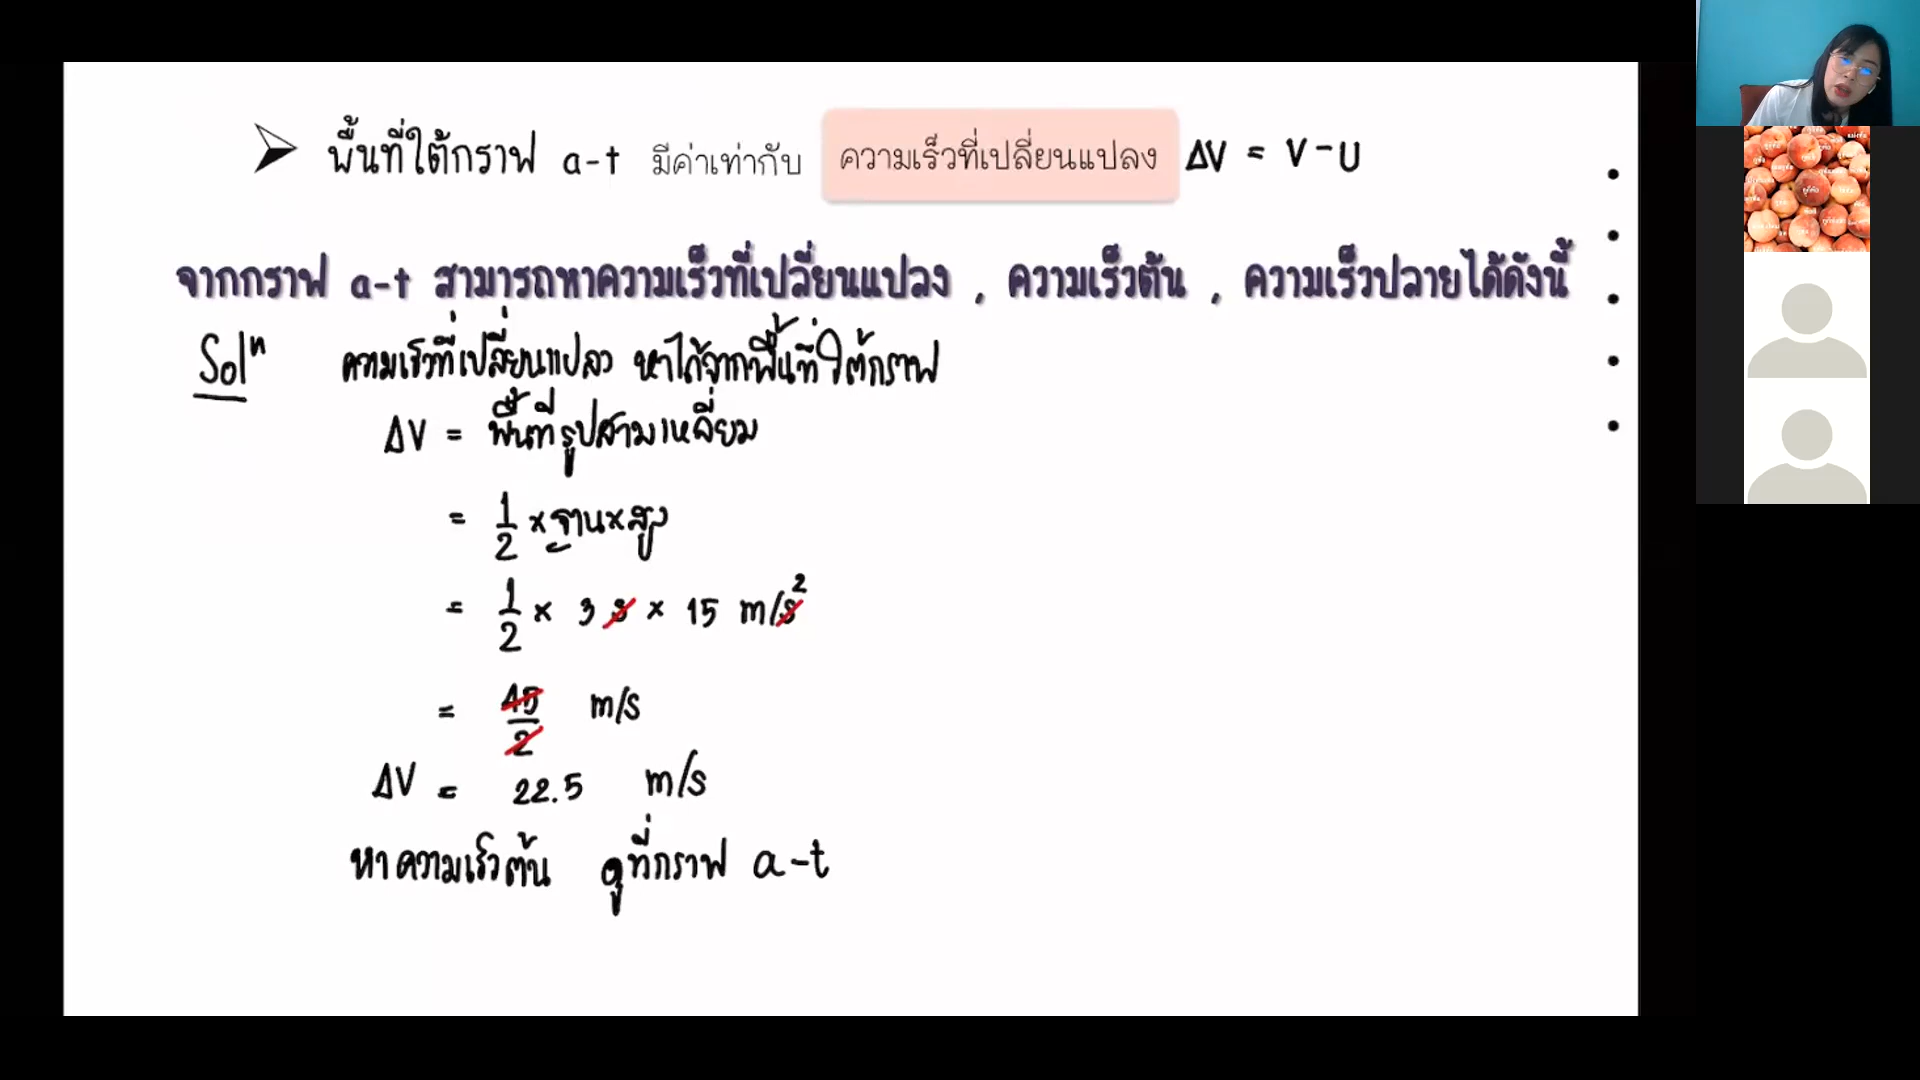 พื้นที่ใต้กราฟ a-t มีค่าเท่ากับ ความเร็วที่เปลี่ยนแปลง ΔV = V - U
จากกราฟ a-t สามารถหาความเร็วที่เปลี่ยนแปลง , ความเร็วต้น , ความเร็วปลายได้ดังนี้
Solⁿ ความเร็วที่เปลี่ยนแปลง หาได้จากพื้นที่ใต้กราฟ
ΔV = พื้นที่รูปสามเหลี่ยม
= 1/2 × ฐาน × สูง
= 1/2 × 3 s × 15 m/s²
= 45/2 m/s
ΔV = 22.5 m/s
หาความเร็วต้น ดูที่กราฟ a-t